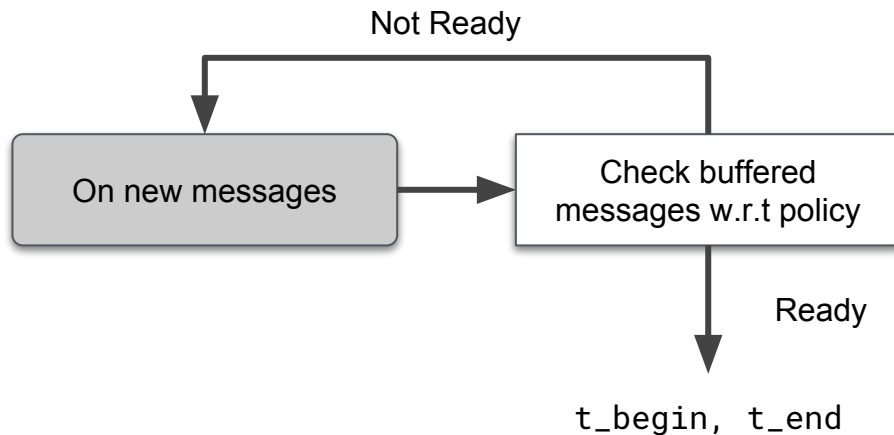 Not Ready
On new messages
Check buffered
messages w.r.t policy
Ready
t_begin, t_end